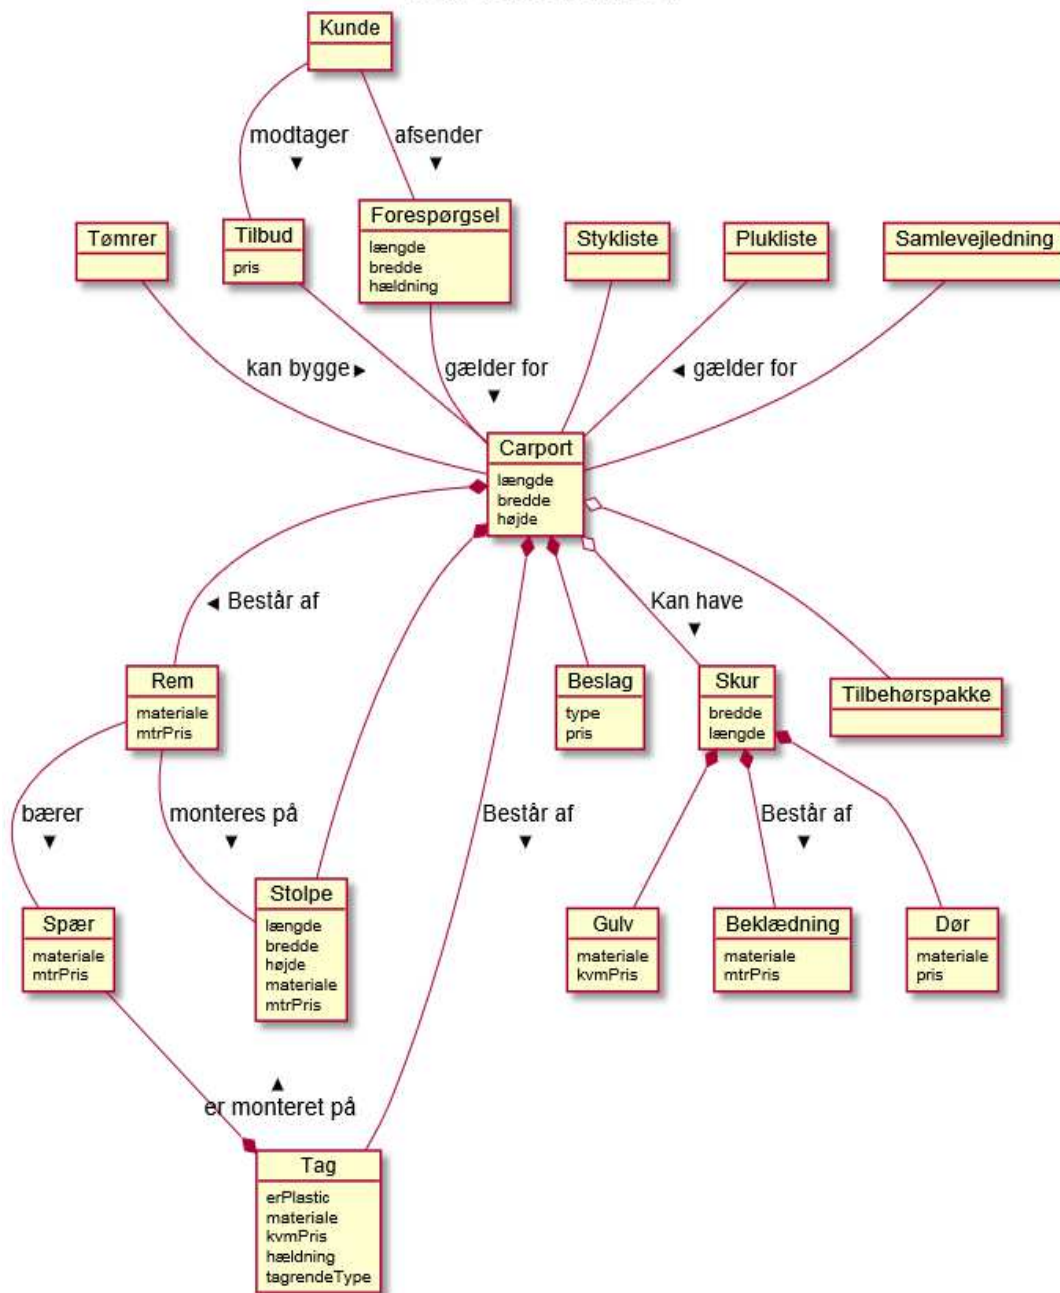 Kunde
modtager
▼
afsender
▼
Tømrer
Tilbud
pris
Forespørgsel
længde
bredde
hældning
Stykliste
Plukliste
Samlevejledning
kan bygge ►
gælder for
▼
◄ gælder for
Carport
længde
bredde
højde
◄ Består af
Kan have
▼
Rem
materiale
mtrPris
Beslag
type
pris
Skur
bredde
længde
Tilbehørspakke
bærer
▼
monteres på
▼
Består af
▼
Består af
▼
Spær
materiale
mtrPris
Stolpe
længde
bredde
højde
materiale
mtrPris
Gulv
materiale
kvmPris
Beklædning
materiale
mtrPris
Dør
materiale
pris
▲
er monteret på
Tag
erPlastic
materiale
kvmPris
hældning
tagrendeType